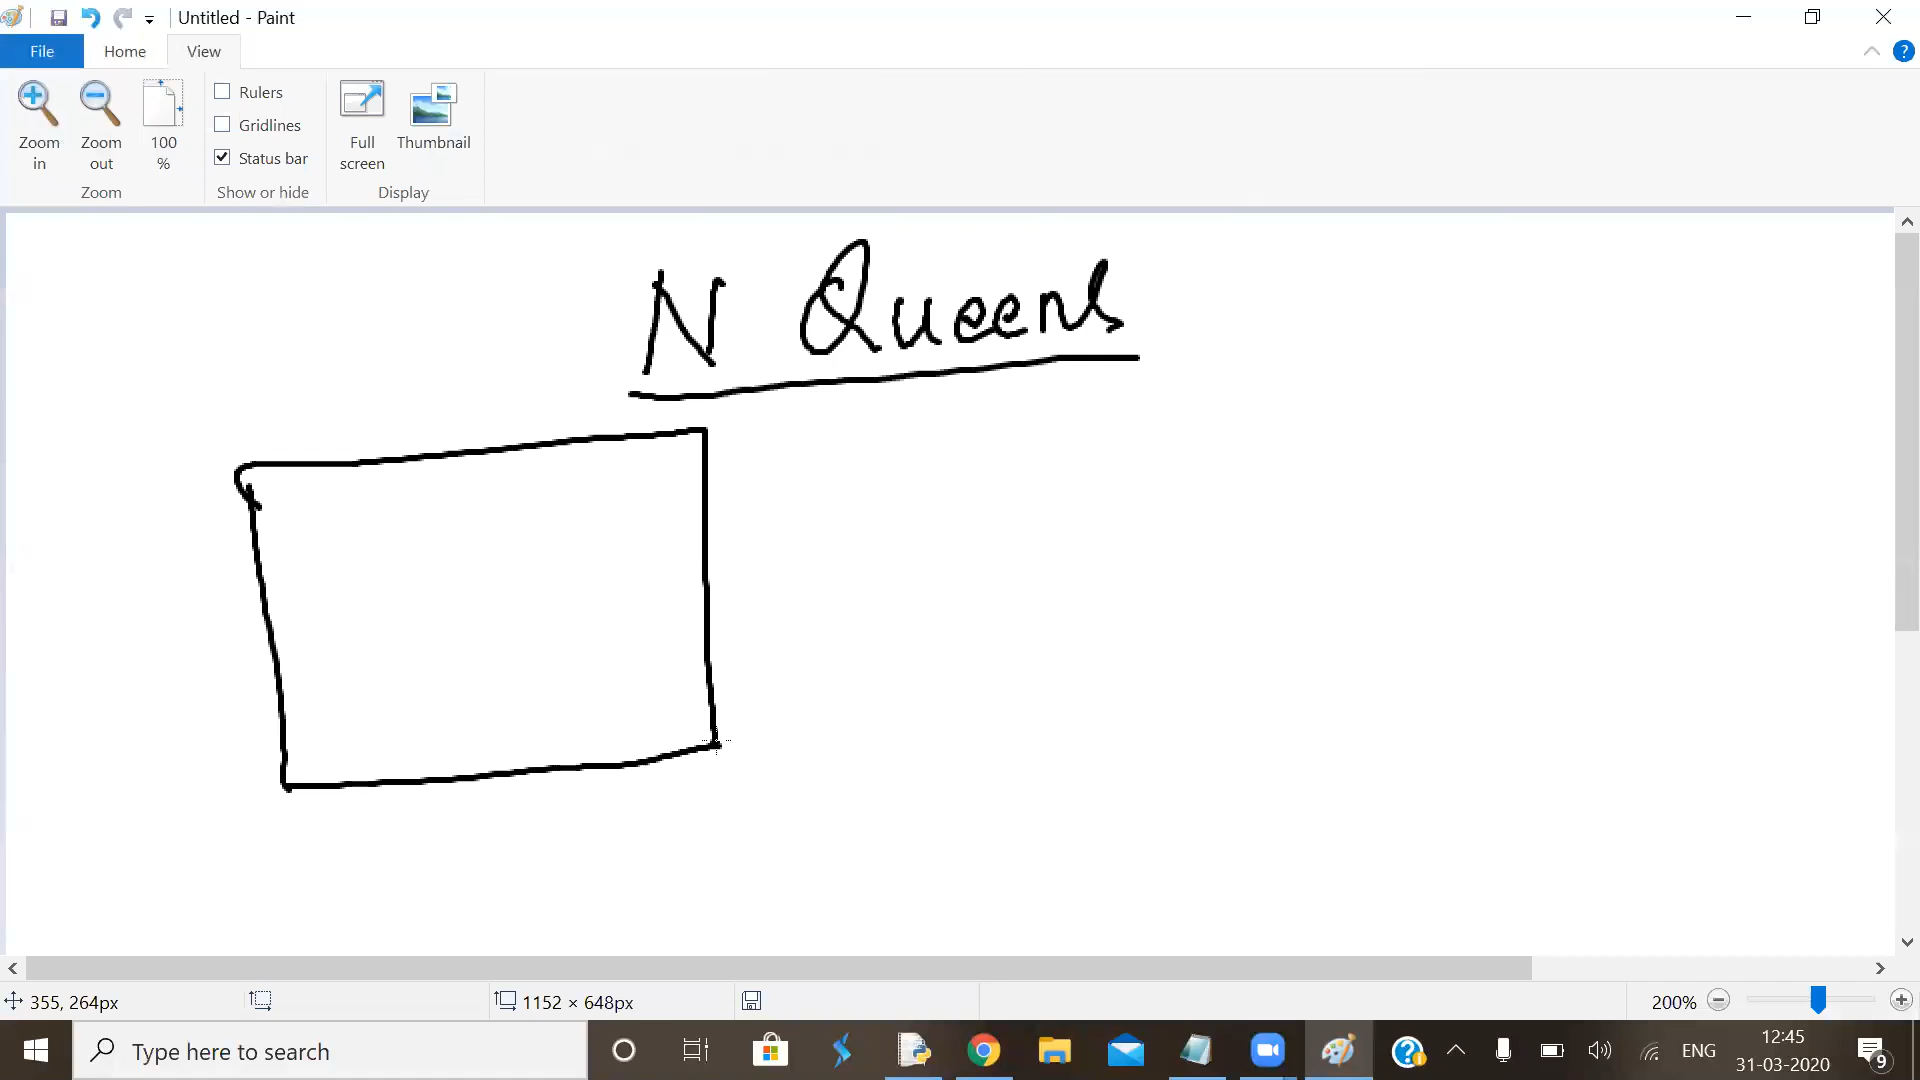 Untitled - Paint
File Home View
Zoom in
Zoom out
100 %
Rulers
Gridlines
Status bar
Full screen
Thumbnail
Zoom
Show or hide
Display
N Queens
355, 264px
1152 × 648px
200%
Type here to search
ENG
12:45
31-03-2020
9